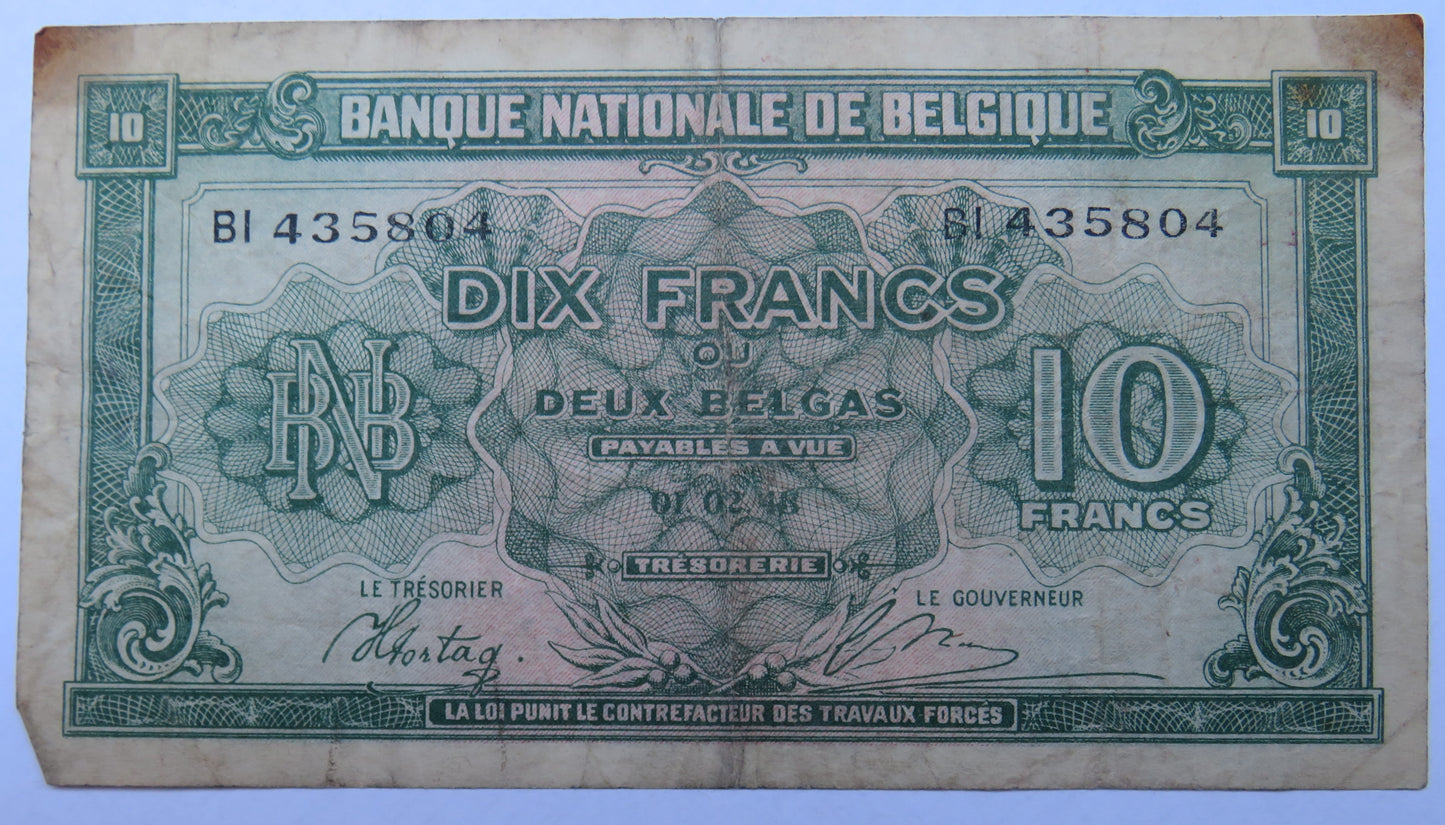 10 BANQUE NATIONALE DE BELGIQUE 10
BI 435804 BI 435804
DIX FRANCS
OU
DEUX BELGAS
PAYABLES A VUE
BNB
10
FRANCS
01.02.43
TRÉSORERIE
LE TRÉSORIER
LE GOUVERNEUR
LA LOI PUNIT LE CONTREFACTEUR DES TRAVAUX FORCÉS